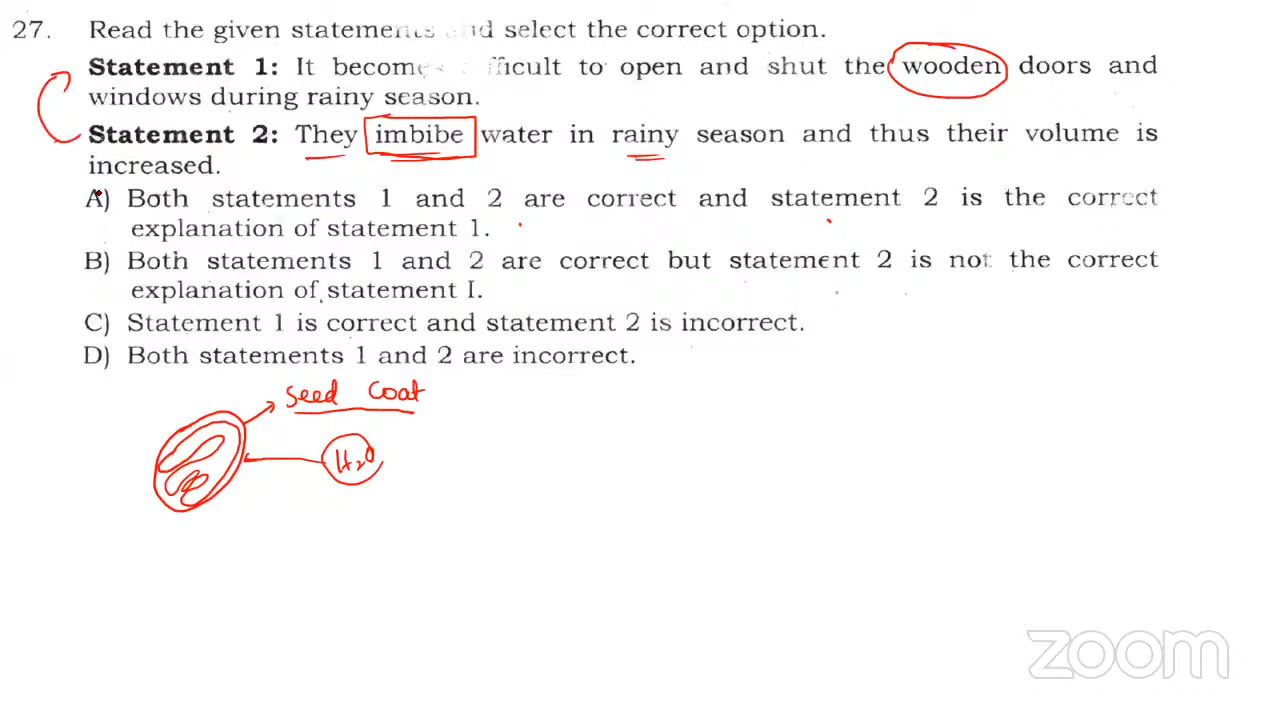 27. Read the given statements and select the correct option.
Statement 1: It becomes difficult to open and shut the wooden doors and
windows during rainy season.
Statement 2: They imbibe water in rainy season and thus their volume is
increased.
A) Both statements 1 and 2 are correct and statement 2 is the correct
explanation of statement 1.
B) Both statements 1 and 2 are correct but statement 2 is not the correct
explanation of statement I.
C) Statement 1 is correct and statement 2 is incorrect.
D) Both statements 1 and 2 are incorrect.
Seed Coat
H2O
zoom